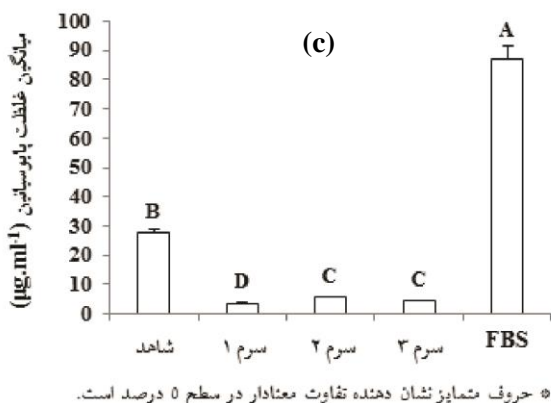 (c)
میانگین غلظت پابوسیاتین (µg.ml-1)
100
90
80
70
60
50
40
30
20
10
0
B
D
C
C
A
شاهد
سرم ۱
سرم ۲
سرم ۳
FBS
* حروف متمایز نشان دهنده تفاوت معنادار در سطح ۵ درصد است.